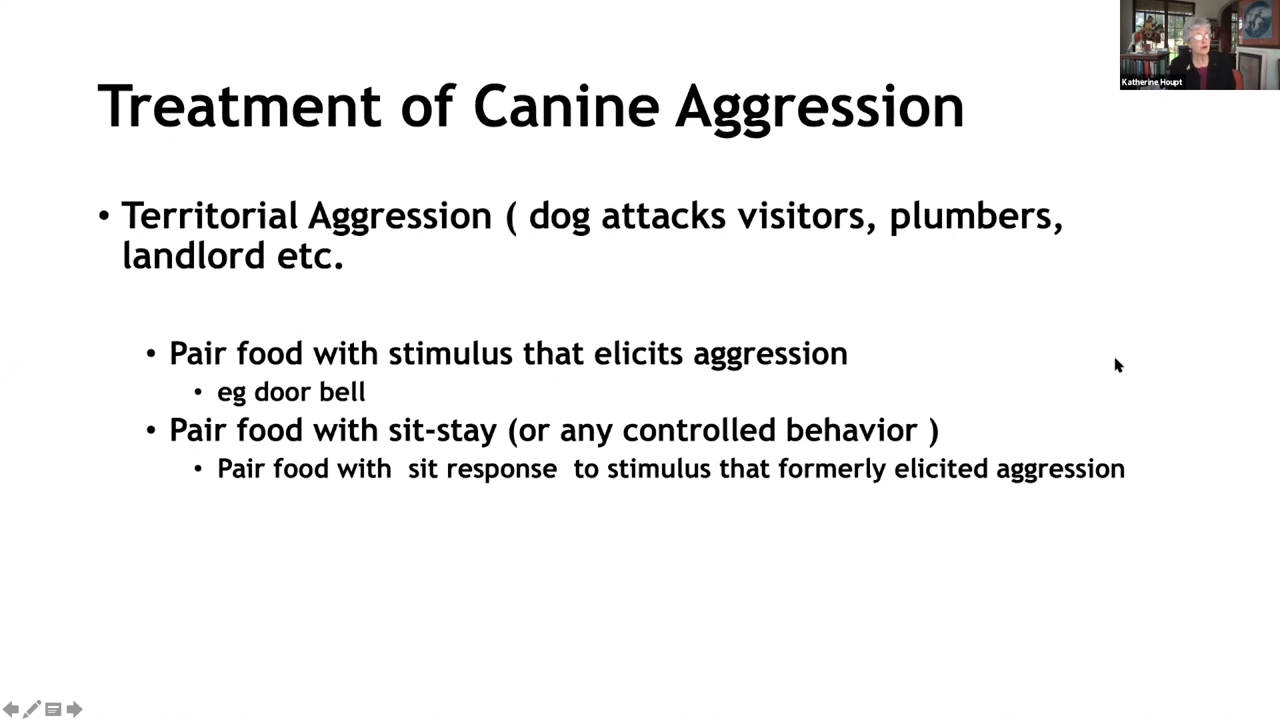 Katherine Houpt
Treatment of Canine Aggression
• Territorial Aggression ( dog attacks visitors, plumbers,
landlord etc.
• Pair food with stimulus that elicits aggression
• eg door bell
• Pair food with sit-stay (or any controlled behavior )
• Pair food with  sit response  to stimulus that formerly elicited aggression